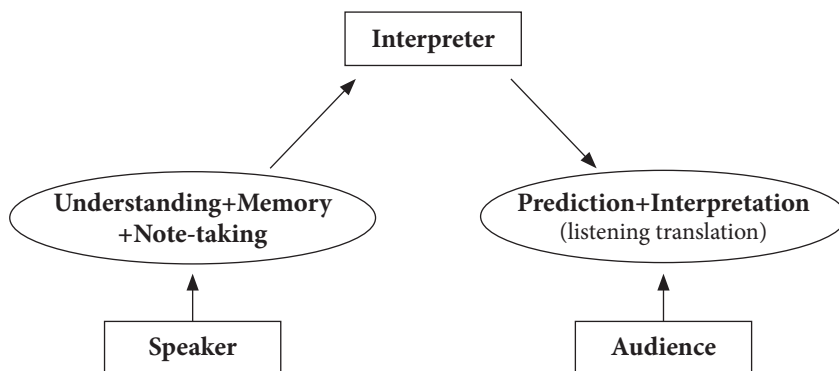 Interpreter
Understanding+Memory
+Note-taking
Prediction+Interpretation
(listening translation)
Speaker
Audience